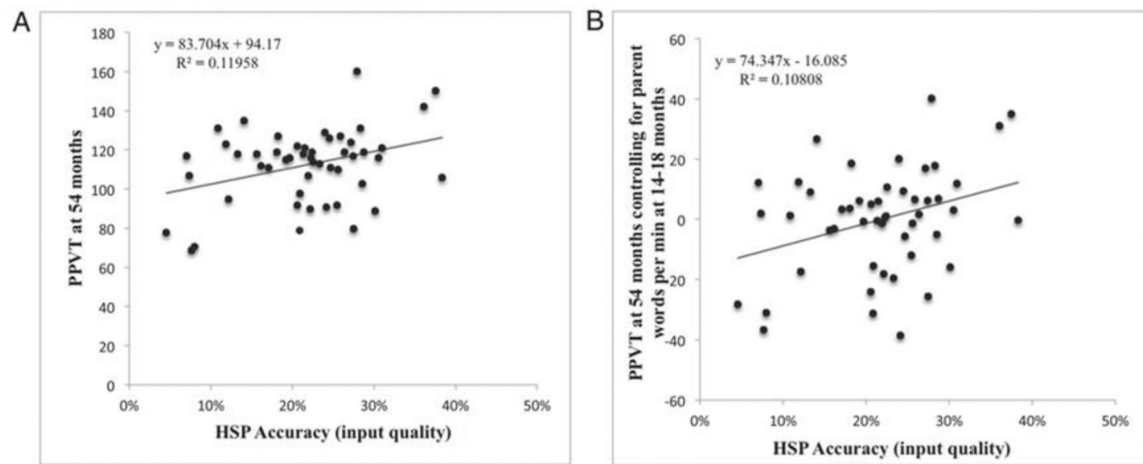 A
y = 83.704x + 94.17
R² = 0.11958
180
160
140
120
100
80
60
40
20
0
PPVT at 54 months
0% 10% 20% 30% 40% 50%
HSP Accuracy (input quality)
B
y = 74.347x - 16.085
R² = 0.10808
60
40
20
0
-20
-40
-60
PPVT at 54 months controlling for parent
words per min at 14-18 months
0% 10% 20% 30% 40% 50%
HSP Accuracy (input quality)